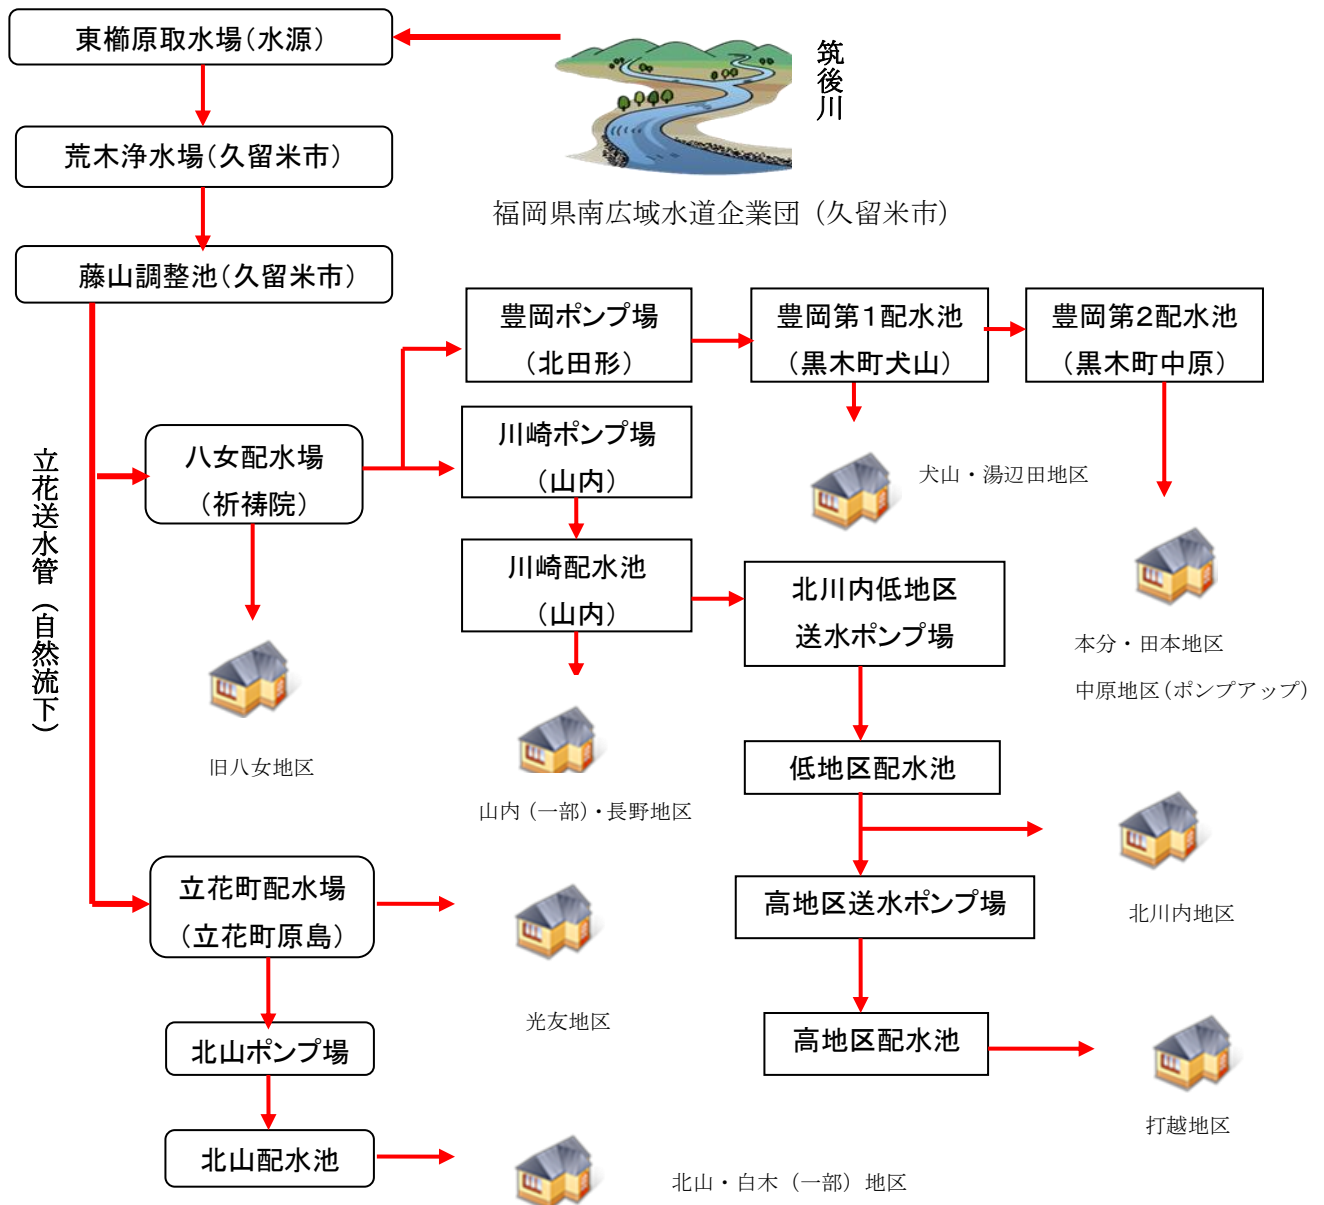 東櫛原取水場(水源)
筑後川
荒木浄水場(久留米市)
福岡県南広域水道企業団（久留米市）
藤山調整池(久留米市)
豊岡ポンプ場
（北田形）
豊岡第１配水池
（黒木町犬山）
豊岡第２配水池
（黒木町中原）
立花送水管（自然流下）
八女配水場
（祈祷院）
川崎ポンプ場
（山内）
犬山・湯辺田地区
川崎配水池
（山内）
北川内低地区
送水ポンプ場
本分・田本地区
中原地区(ポンプアップ)
旧八女地区
山内（一部）・長野地区
低地区配水池
立花町配水場
（立花町原島）
高地区送水ポンプ場
北川内地区
光友地区
北山ポンプ場
高地区配水池
打越地区
北山配水池
北山・白木（一部）地区